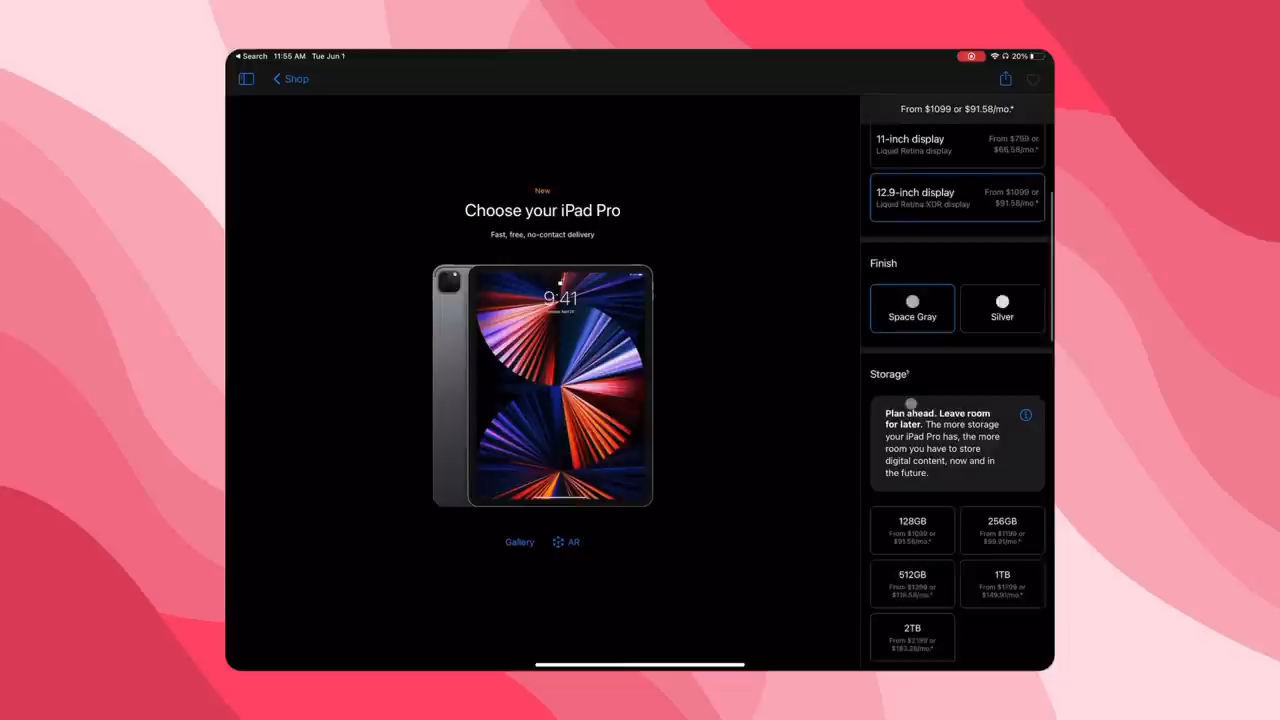 Search 11:55 AM Tue Jun 1
20%
Shop
From $1099 or $91.58/mo.*
11-inch display
From $799 or
Liquid Retina display
$66.58/mo.*
12.9-inch display
From $1099 or
Liquid Retina XDR display
$91.58/mo.*
New
Choose your iPad Pro
Fast, free, no-contact delivery
9:41
Gallery
AR
Finish
Space Gray
Silver
Storage⁵
Plan ahead. Leave room
for later. The more storage
your iPad Pro has, the more
room you have to store
digital content, now and in
the future.
128GB
From $1099 or
$91.58/mo.*
256GB
From $1199 or
$99.91/mo.*
512GB
From
or
1TB
From $1799 or
$149.91/mo.*
2TB
From $2199 or
$183.25/mo.*